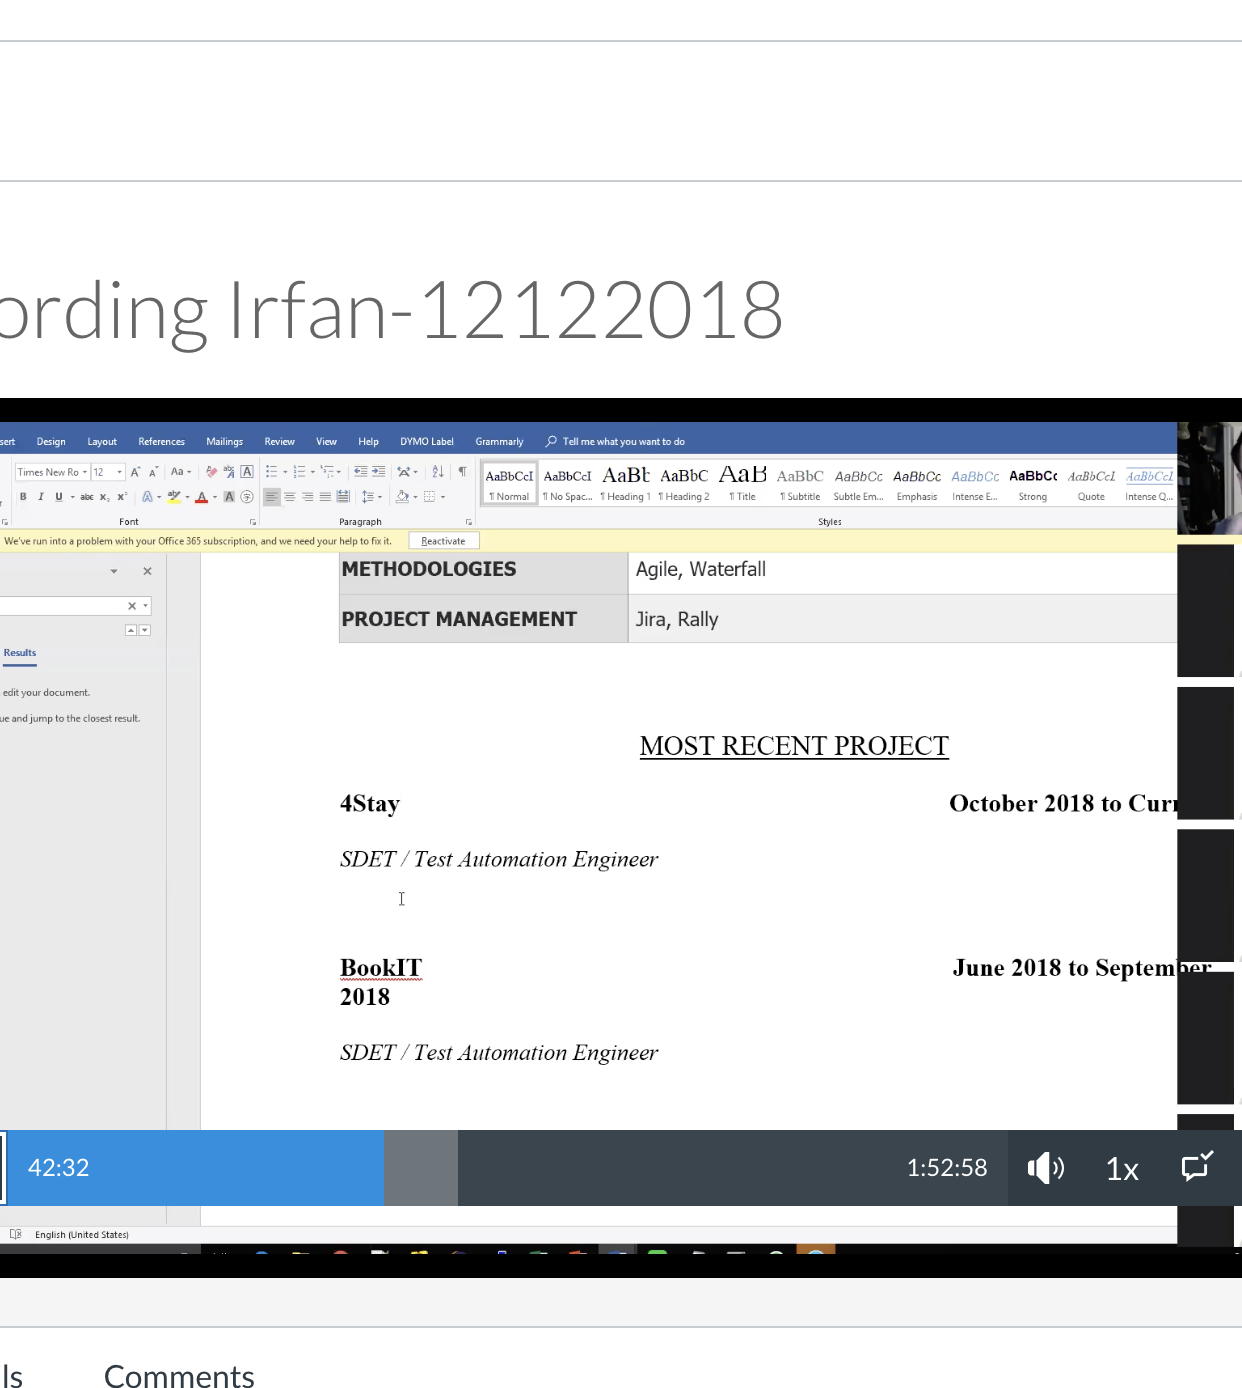 ording Irfan-12122018
sert Design Layout References Mailings Review View Help DYMO Label Grammarly Tell me what you want to do
Times New Ro 12 Aa
AaBbCcI AaBbCcI AaBb AaBbC AaB AaBbC AaBbCc AaBbCc AaBbCc AaBbCc AaBbCcI AaBbCcI
B I U abc X₂ X² A A A
¶ Normal ¶ No Spac... ¶ Heading 1 ¶ Heading 2 ¶ Title ¶ Subtitle Subtle Em... Emphasis Intense E... Strong Quote Intense Q...
Font Paragraph Styles
We've run into a problem with your Office 365 subscription, and we need your help to fix it. Reactivate
METHODOLOGIES Agile, Waterfall
PROJECT MANAGEMENT Jira, Rally
Results
edit your document.
ue and jump to the closest result.
MOST RECENT PROJECT
4Stay October 2018 to Curr
SDET / Test Automation Engineer
BookIT June 2018 to September
2018
SDET / Test Automation Engineer
42:32 1:52:58 1x
English (United States)
ls Comments